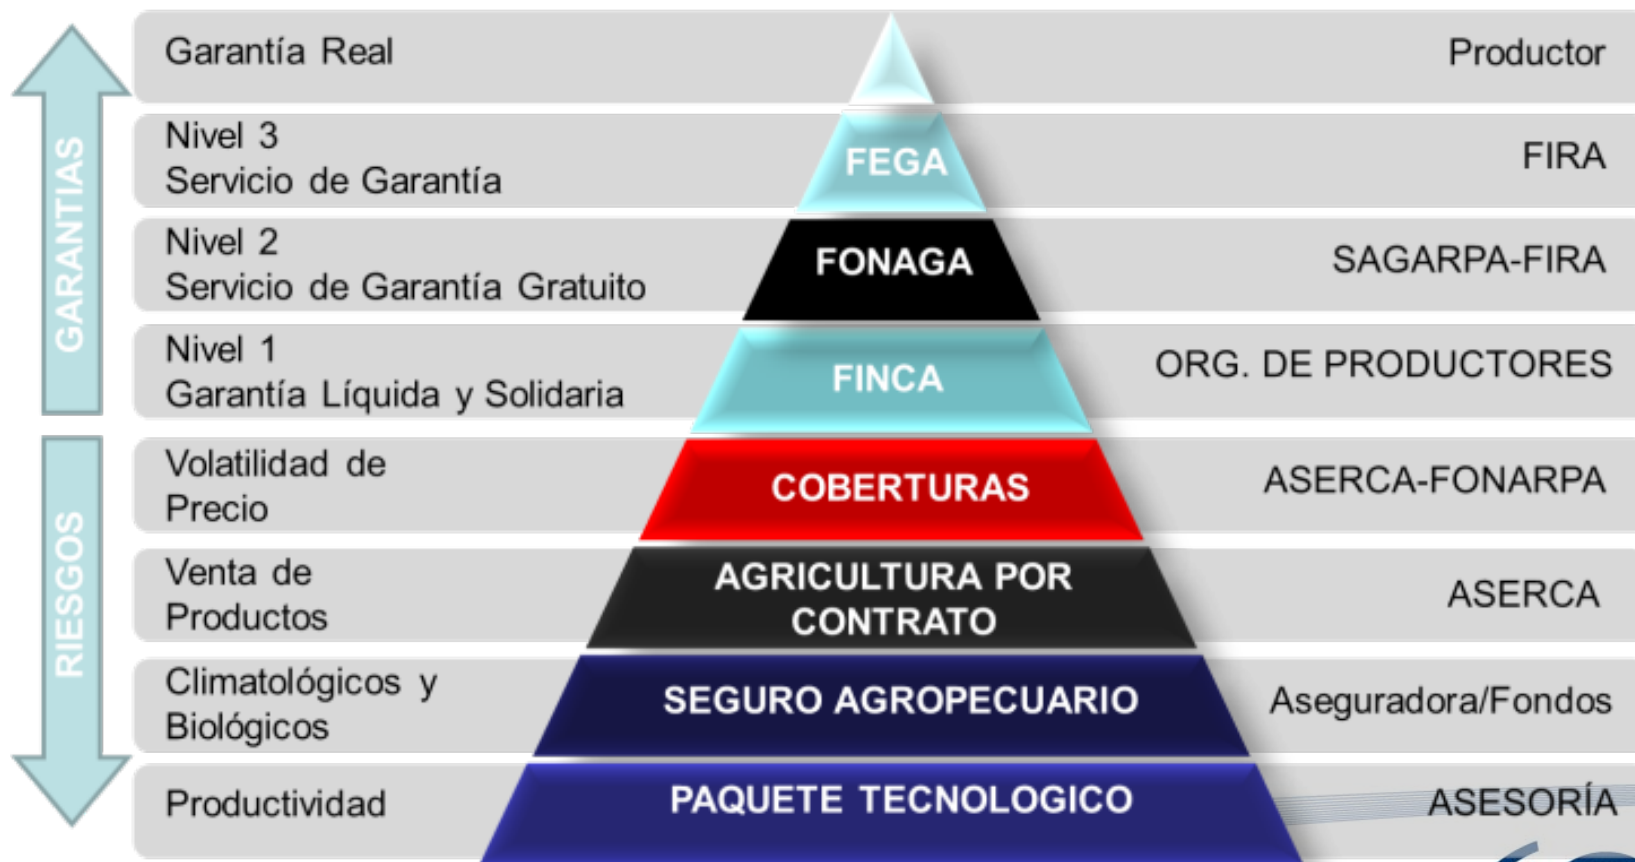 Garantía Real
Productor
Nivel 3
Servicio de Garantía
FEGA
FIRA
Nivel 2
Servicio de Garantía Gratuito
FONAGA
SAGARPA-FIRA
Nivel 1
Garantía Líquida y Solidaria
FINCA
ORG. DE PRODUCTORES
GARANTIAS
Volatilidad de
Precio
COBERTURAS
ASERCA-FONARPA
Venta de
Productos
AGRICULTURA POR
CONTRATO
ASERCA
Climatológicos y
Biológicos
SEGURO AGROPECUARIO
Aseguradora/Fondos
Productividad
PAQUETE TECNOLOGICO
ASESORÍA
RIESGOS